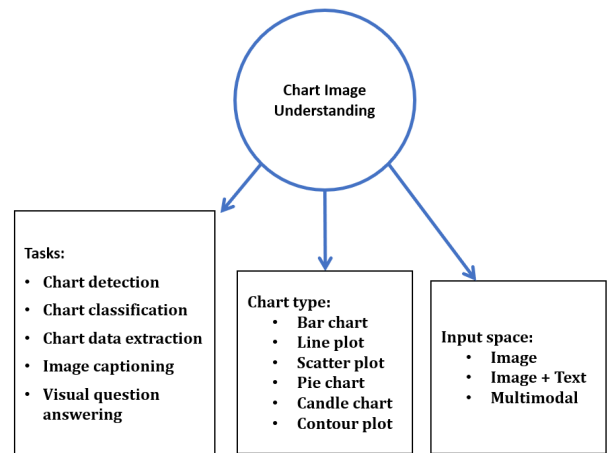 Chart Image
Understanding
Tasks:
• Chart detection
• Chart classification
• Chart data extraction
• Image captioning
• Visual question
answering
Chart type:
• Bar chart
• Line plot
• Scatter plot
• Pie chart
• Candle chart
• Contour plot
Input space:
• Image
• Image + Text
• Multimodal